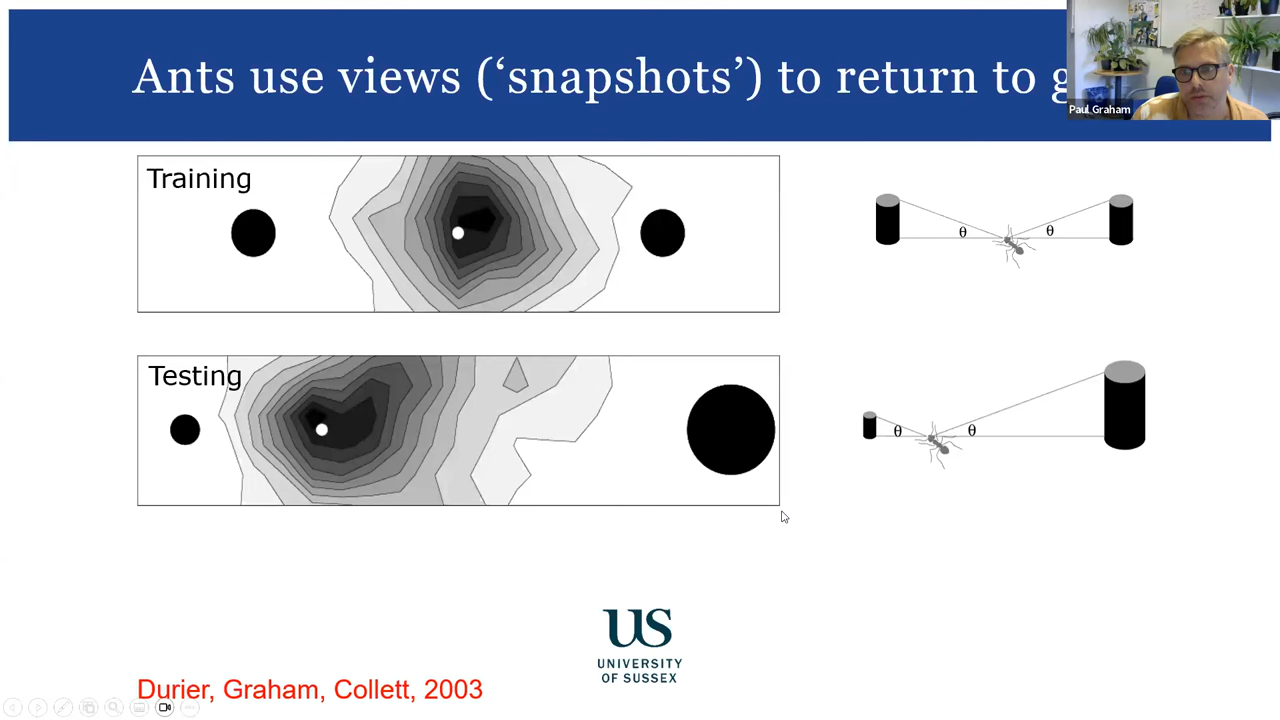 Ants use views (‘snapshots’) to return to g
Paul Graham
Training
θ θ
Testing
θ θ
US
UNIVERSITY
OF SUSSEX
Durier, Graham, Collett, 2003